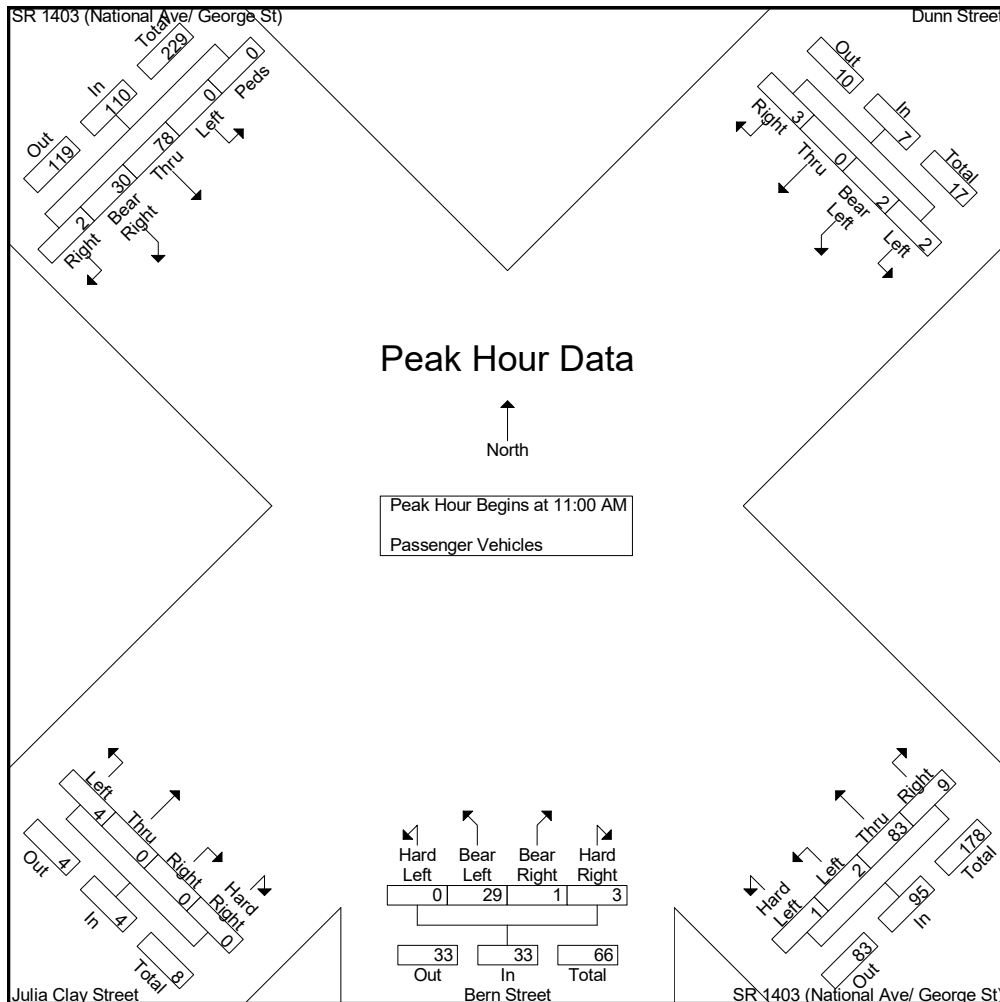 SR 1403 (National Ave/ George St)
Dunn Street
Out
119
In
110
Total
229
Right
2
Bear
Right
30
Thru
78
Left
0
Peds
0
Out
10
In
7
Total
17
Right
3
Thru
0
Bear
Left
2
Left
2
Peak Hour Data
North
Peak Hour Begins at 11:00 AM
Passenger Vehicles
Left
4
Thru
0
Right
0
Hard
Right
0
Out
4
In
4
Total
8
Hard
Left
Bear
Left
Bear
Right
Hard
Right
0 29 1 3
33 33 66
Out In Total
Hard
Left
1
Left
2
Thru
83
Right
9
Out
83
In
95
Total
178
Julia Clay Street
Bern Street
SR 1403 (National Ave/ George St)